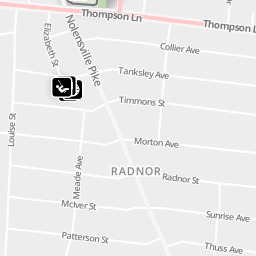 Thompson Ln
Thompson Ln
Nolensville Pike
Elizabeth St
Collier Ave
Tanksley Ave
Timmons St
Louise St
Morton Ave
Meade Ave
RADNOR
Radnor St
McIver St
Sunrise Ave
Patterson St
Thuss Ave